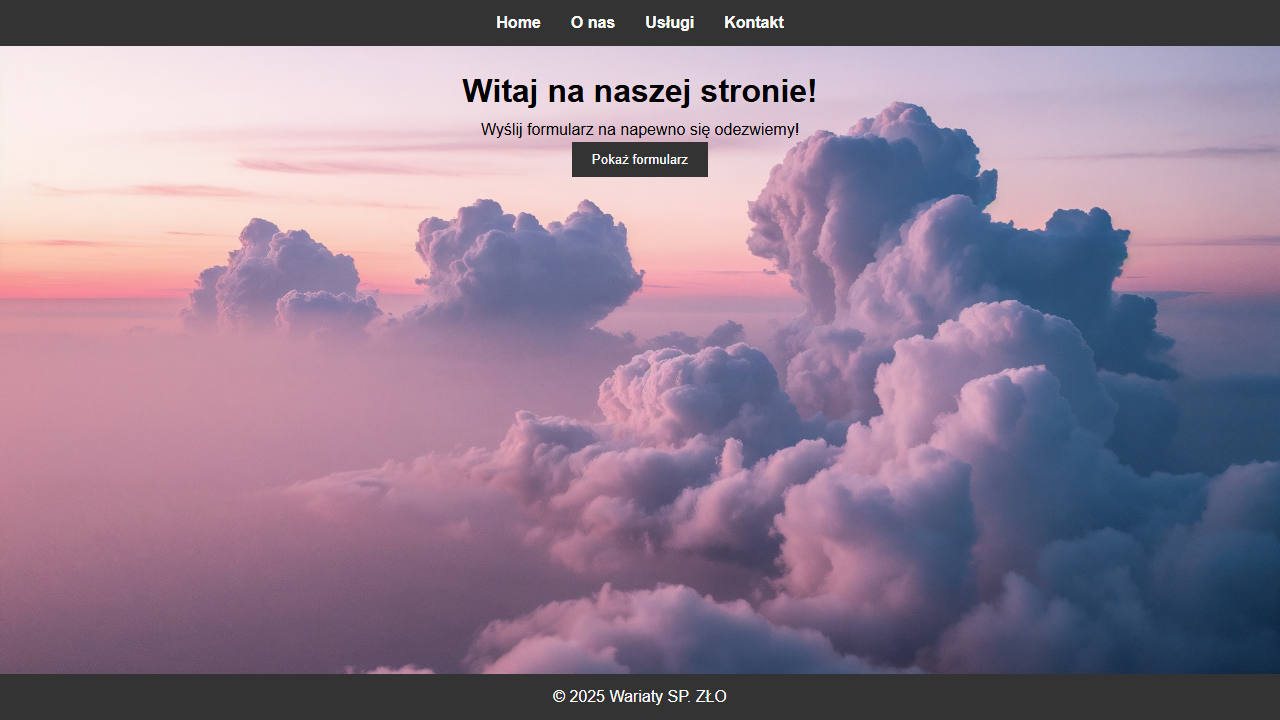 Home O nas Usługi Kontakt
Witaj na naszej stronie!
Wyślij formularz na napewno się odezwiemy!
Pokaż formularz
© 2025 Wariaty SP. ZŁO